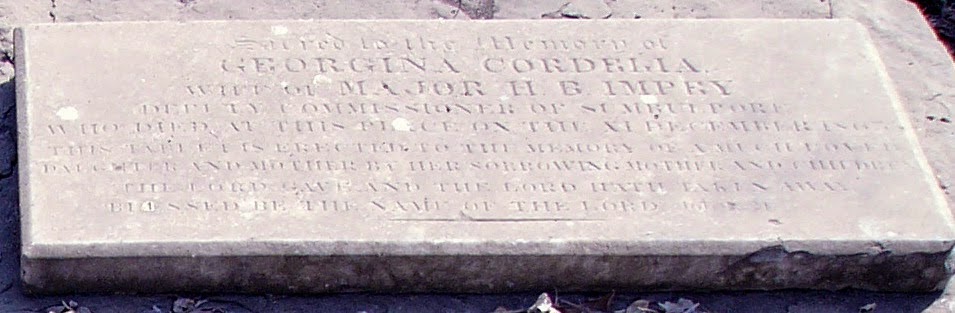 Sacred to the Memory of
GEORGINA CORDELIA
WIFE OF MAJOR H. B. IMPEY
DEPUTY COMMISSIONER OF SUMBULPORE
WHO DIED AT THIS PLACE ON THE XI DECEMBER
THIS TABLET IS ERECTED TO THE MEMORY OF A MUCH LOVED
DAUGHTER AND MOTHER BY HER SORROWING MOTHER AND CHILDREN
THE LORD GAVE AND THE LORD HATH TAKEN AWAY
BLESSED BE THE NAME OF THE LORD.